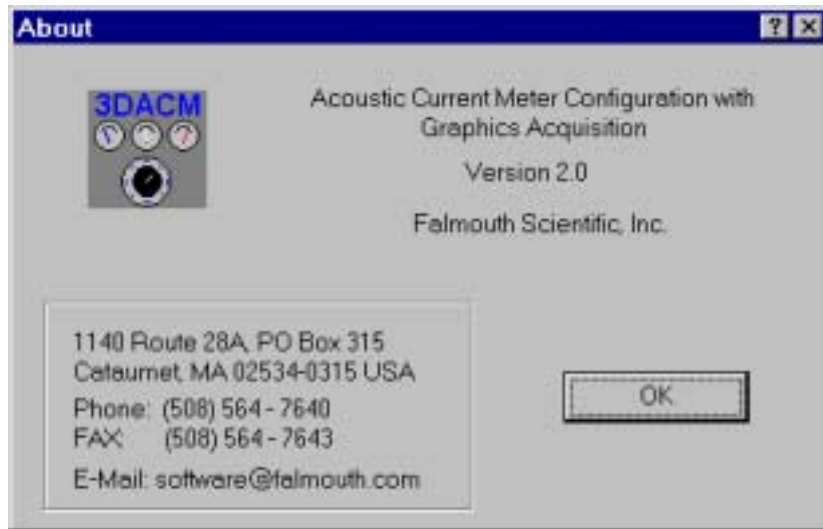 About
3DACM
Acoustic Current Meter Configuration with
Graphics Acquisition
Version 2.0
Falmouth Scientific, Inc.
1140 Route 28A, PO Box 315
Cataumet, MA 02534-0315 USA
Phone: (508) 564 - 7640
FAX: (508) 564 - 7643
E-Mail: software@falmouth.com
OK